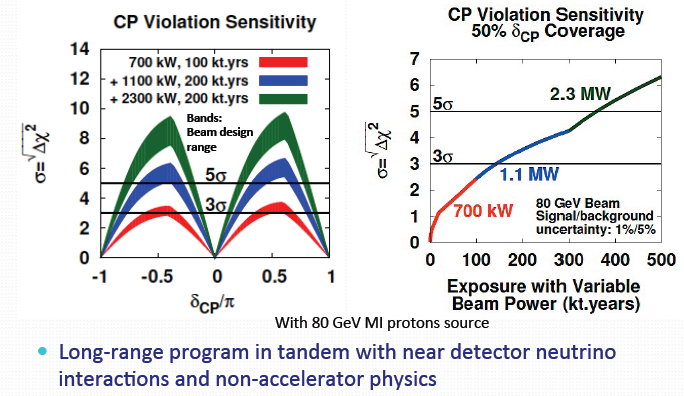 CP Violation Sensitivity
14
12
10
8
6
4
2
0
σ=√Δχ²
700 kW, 100 kt.yrs
+ 1100 kW, 200 kt.yrs
+ 2300 kW, 200 kt.yrs
Bands:
Beam design
range
5σ
3σ
-1 -0.5 0 0.5 1
δCP/π
CP Violation Sensitivity
50% δCP Coverage
7
6
5
4
3
2
1
0
σ=√Δχ²
5σ
3σ
2.3 MW
1.1 MW
700 kW
80 GeV Beam
Signal/background
uncertainty: 1%/5%
0 100 200 300 400 500
Exposure with Variable
Beam Power (kt.years)
With 80 GeV MI protons source
• Long-range program in tandem with near detector neutrino
interactions and non-accelerator physics